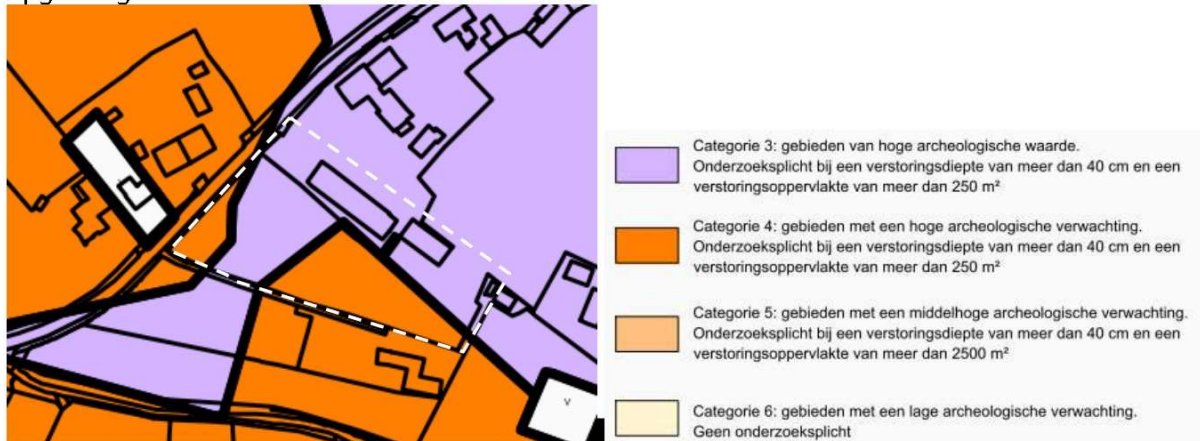 Categorie 3: gebieden van hoge archeologische waarde.
Onderzoeksplicht bij een verstoringsdiepte van meer dan 40 cm en een
verstoringsoppervlakte van meer dan 250 m²
Categorie 4: gebieden met een hoge archeologische verwachting.
Onderzoeksplicht bij een verstoringsdiepte van meer dan 40 cm en een
verstoringsoppervlakte van meer dan 250 m²
Categorie 5: gebieden met een middelhoge archeologische verwachting.
Onderzoeksplicht bij een verstoringsdiepte van meer dan 40 cm en een
verstoringsoppervlakte van meer dan 2500 m²
Categorie 6: gebieden met een lage archeologische verwachting.
Geen onderzoeksplicht